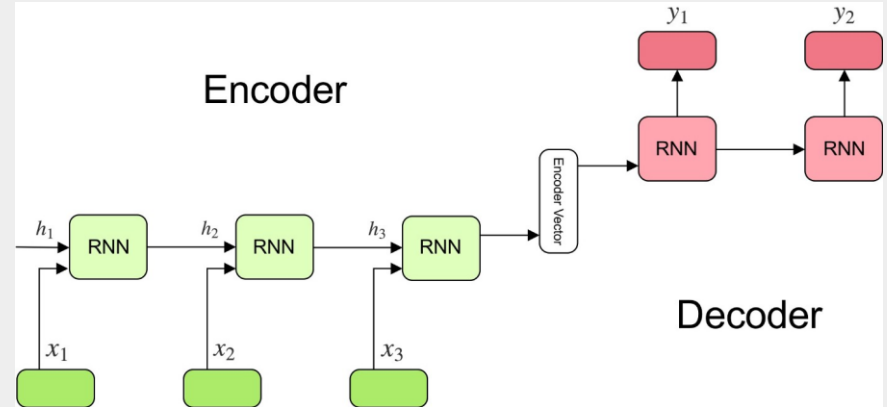 y₁
y₂
Encoder
RNN
RNN
Encoder Vector
h₁
RNN
h₂
RNN
h₃
RNN
Decoder
x₁
x₂
x₃